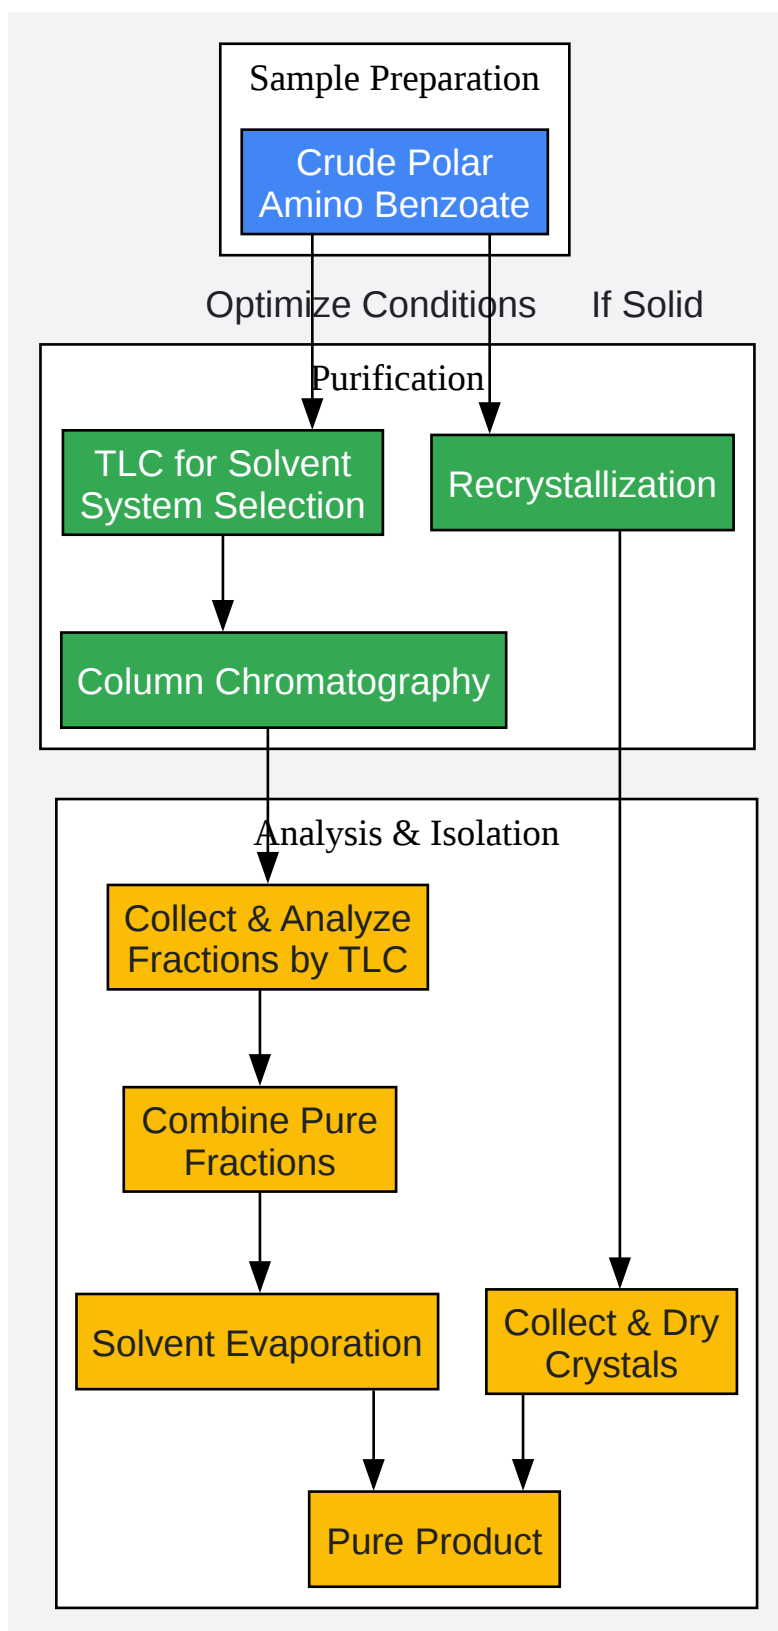 Sample Preparation
Crude Polar
Amino Benzoate
Optimize Conditions
If Solid
Purification
TLC for Solvent
System Selection
Recrystallization
Column Chromatography
Analysis & Isolation
Collect & Analyze
Fractions by TLC
Combine Pure
Fractions
Solvent Evaporation
Collect & Dry
Crystals
Pure Product